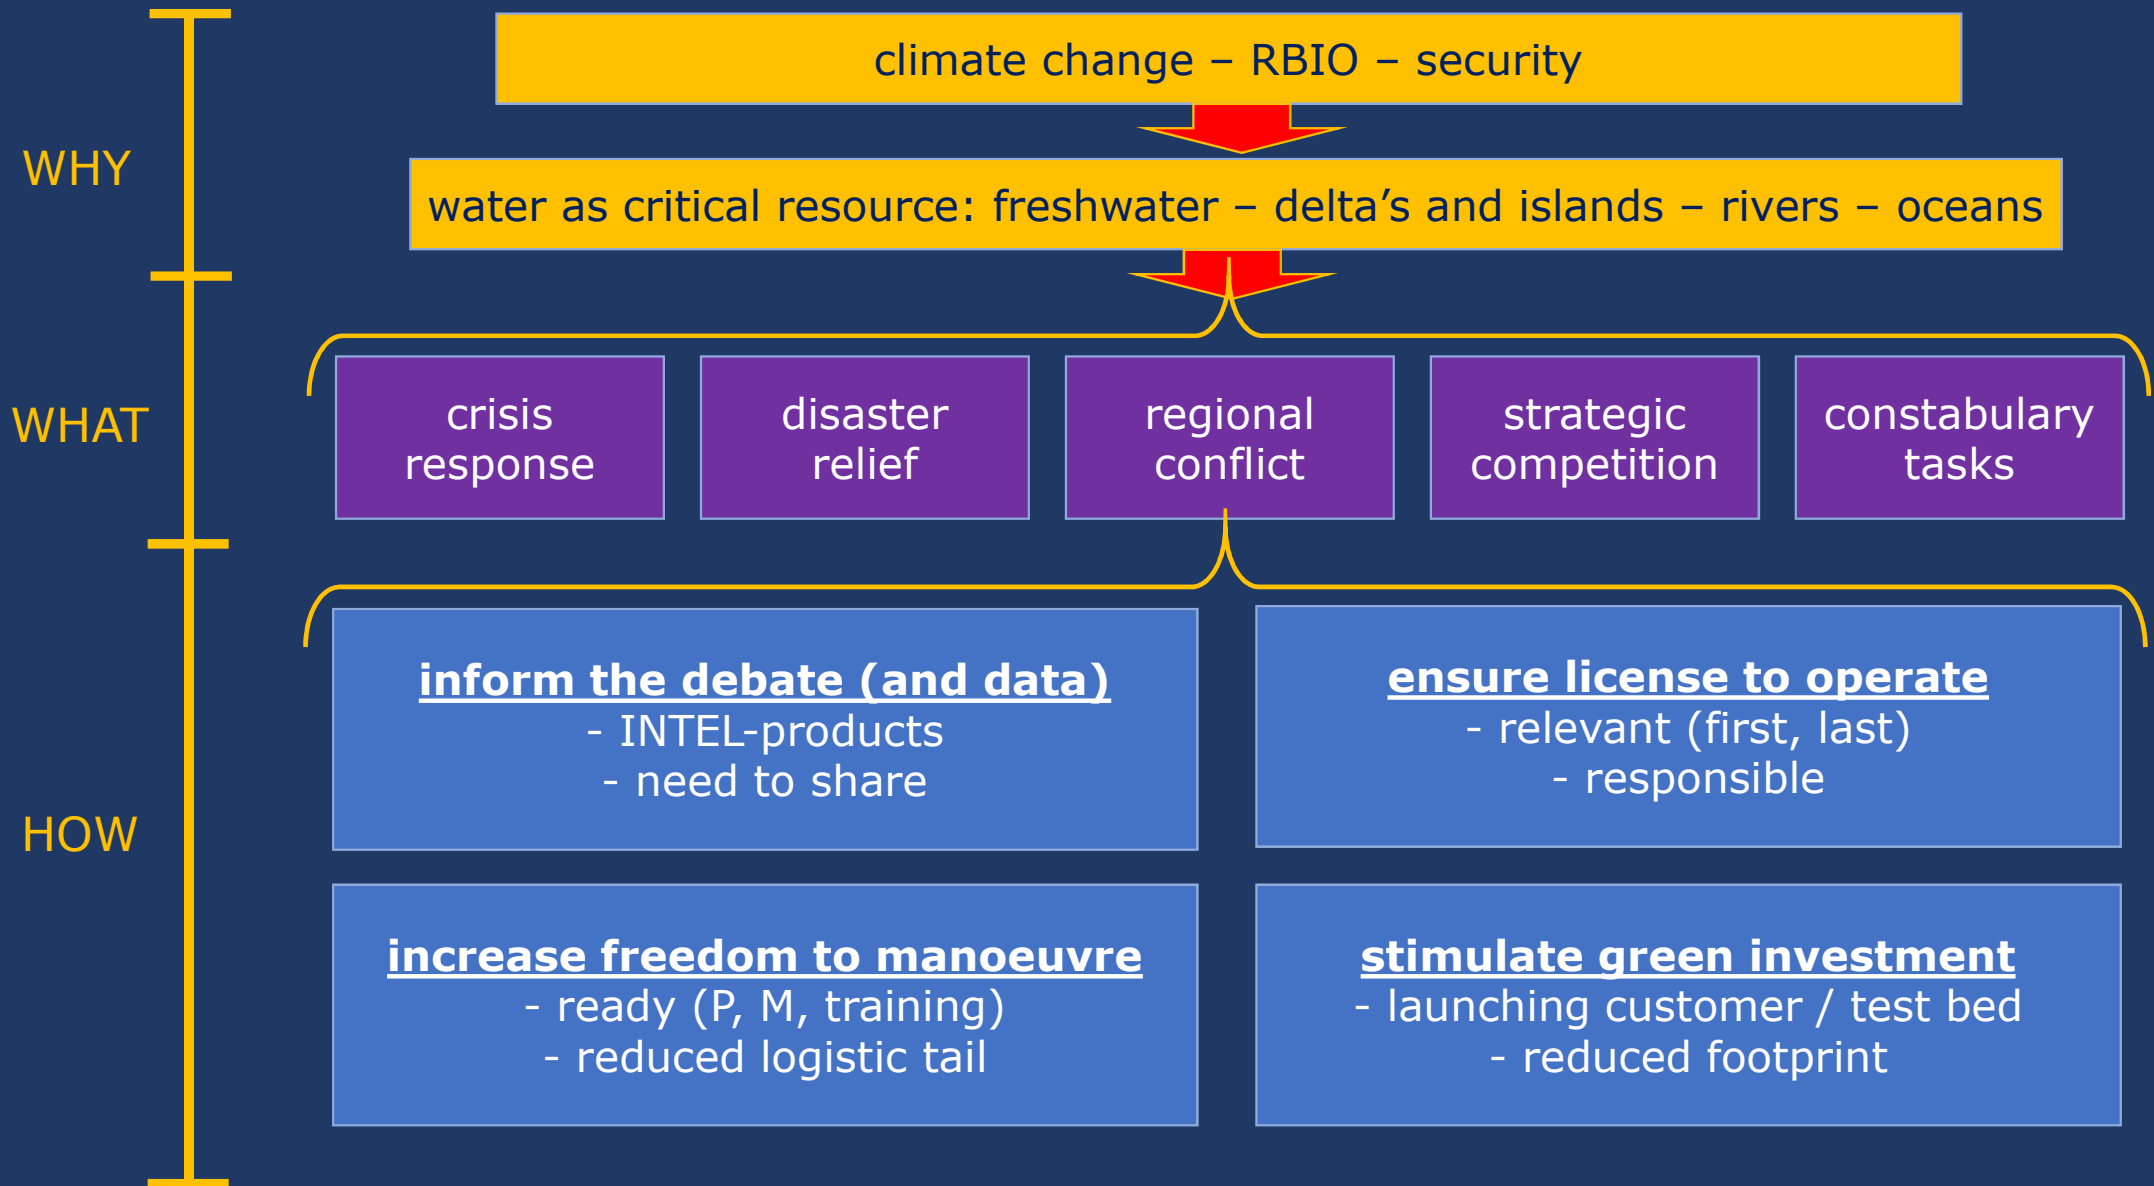 WHY
climate change – RBIO – security
water as critical resource: freshwater – delta’s and islands – rivers – oceans
WHAT
crisis
response
disaster
relief
regional
conflict
strategic
competition
constabulary
tasks
HOW
inform the debate (and data)
- INTEL-products
- need to share
ensure license to operate
- relevant (first, last)
- responsible
increase freedom to manoeuvre
- ready (P, M, training)
- reduced logistic tail
stimulate green investment
- launching customer / test bed
- reduced footprint